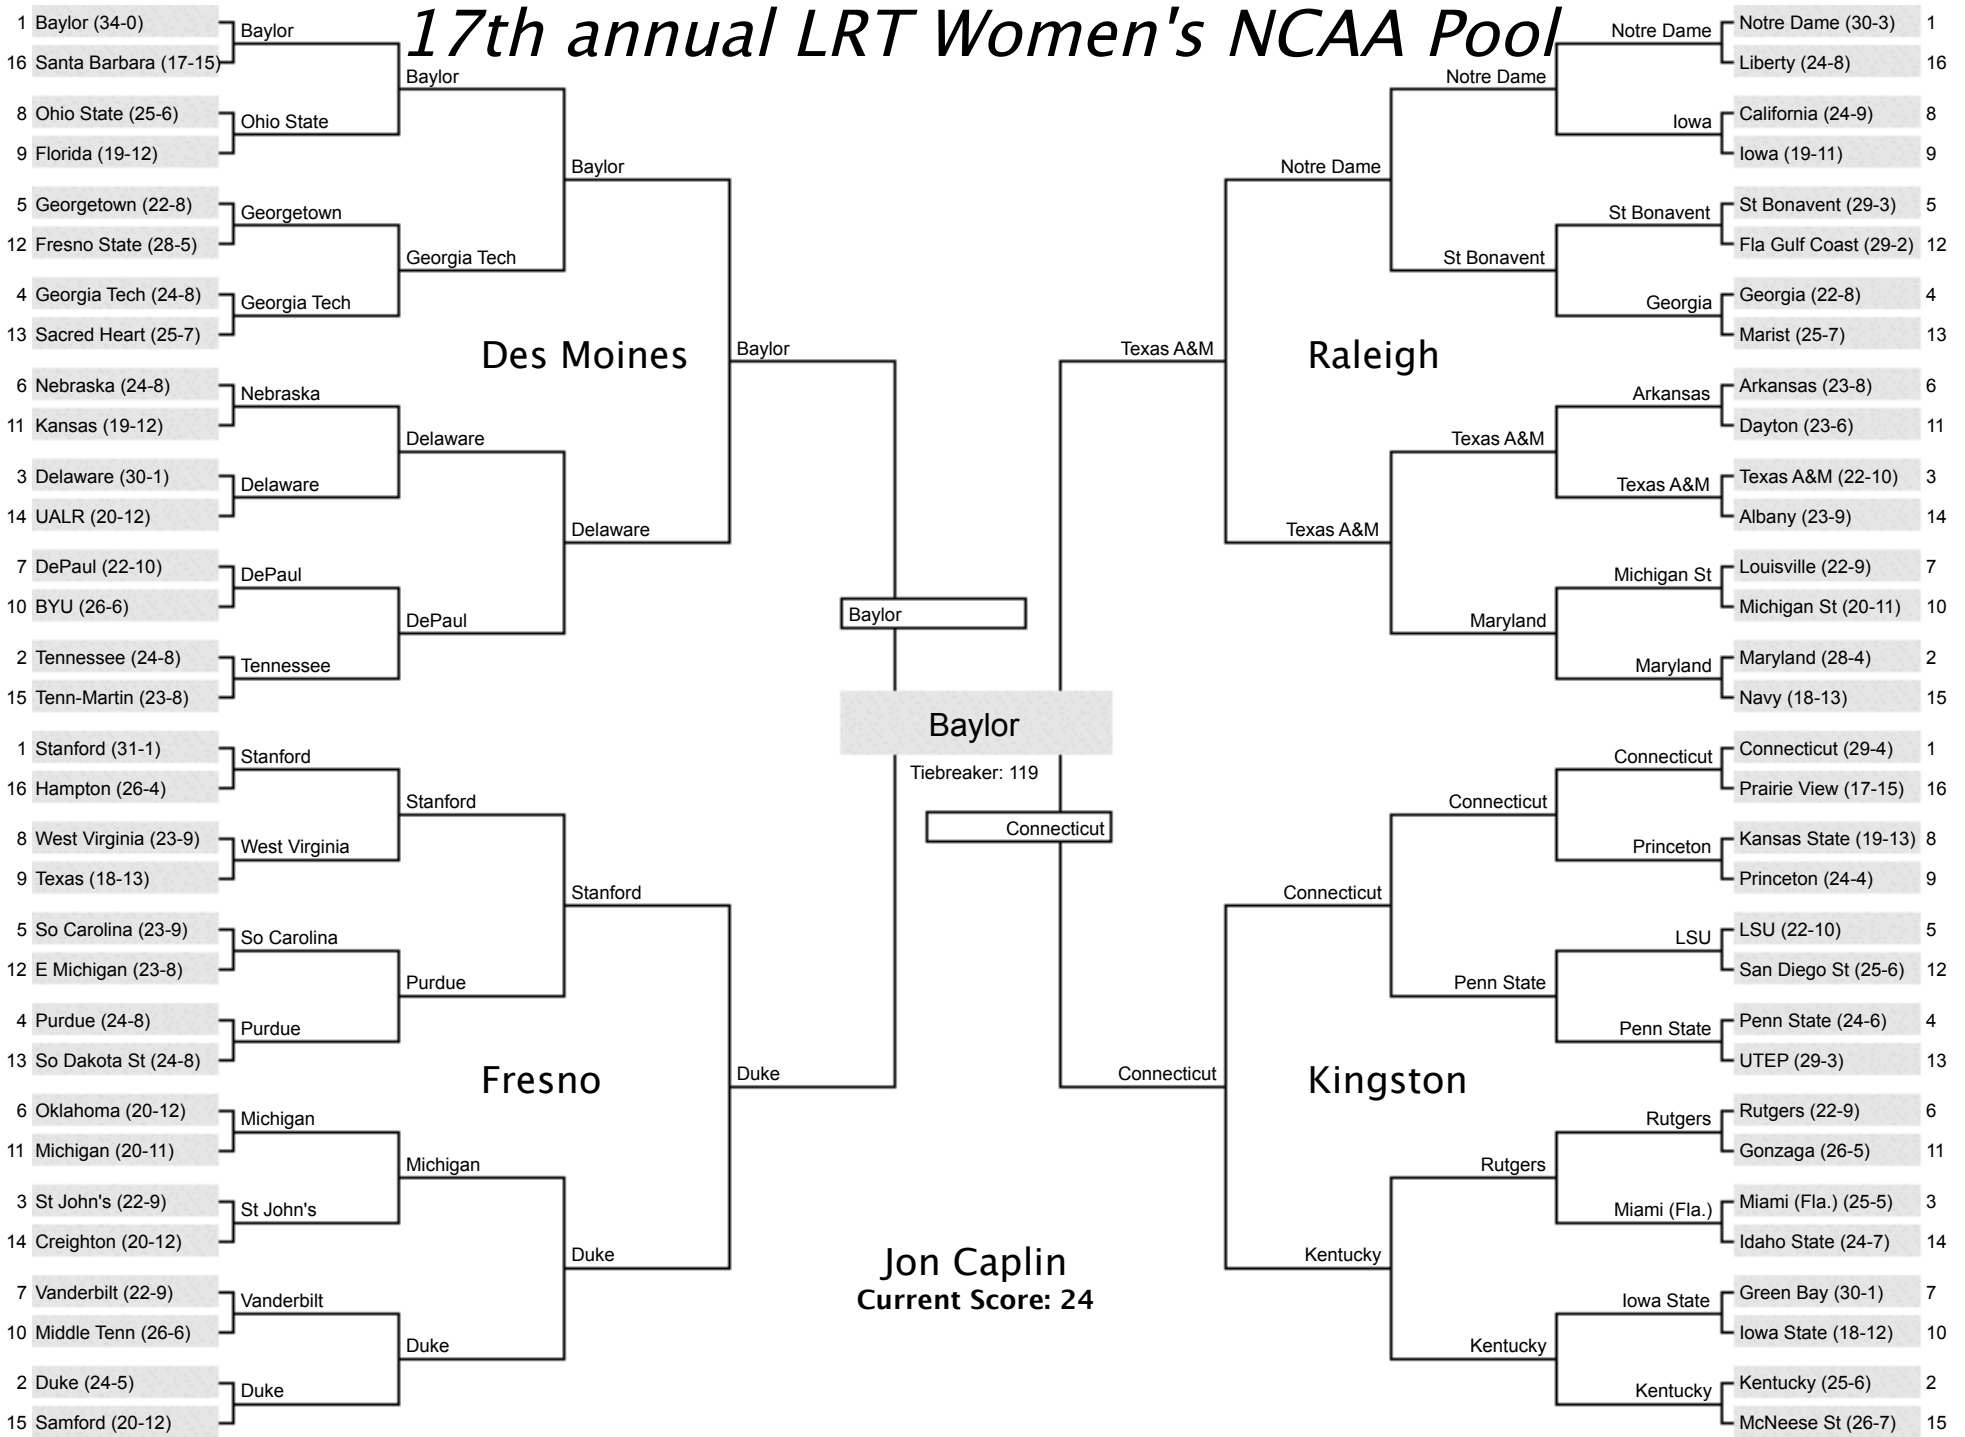 17th annual LRT Women's NCAA Pool
1 Baylor (34-0)
16 Santa Barbara (17-15)
8 Ohio State (25-6)
9 Florida (19-12)
5 Georgetown (22-8)
12 Fresno State (28-5)
4 Georgia Tech (24-8)
13 Sacred Heart (25-7)
6 Nebraska (24-8)
11 Kansas (19-12)
3 Delaware (30-1)
14 UALR (20-12)
7 DePaul (22-10)
10 BYU (26-6)
2 Tennessee (24-8)
15 Tenn-Martin (23-8)
Baylor
Ohio State
Georgetown
Georgia Tech
Nebraska
Delaware
DePaul
Tennessee
Baylor
Georgia Tech
Delaware
DePaul
Baylor
Delaware
Des Moines
Baylor
1 Stanford (31-1)
16 Hampton (26-4)
8 West Virginia (23-9)
9 Texas (18-13)
5 So Carolina (23-9)
12 E Michigan (23-8)
4 Purdue (24-8)
13 So Dakota St (24-8)
6 Oklahoma (20-12)
11 Michigan (20-11)
3 St John's (22-9)
14 Creighton (20-12)
7 Vanderbilt (22-9)
10 Middle Tenn (26-6)
2 Duke (24-5)
15 Samford (20-12)
Stanford
West Virginia
So Carolina
Purdue
Michigan
St John's
Vanderbilt
Duke
Stanford
Purdue
Michigan
Duke
Stanford
Duke
Fresno
Duke
Baylor
Baylor
Tiebreaker: 119
Connecticut
Jon Caplin
Current Score: 24
Notre Dame (30-3) 1
Liberty (24-8) 16
California (24-9) 8
Iowa (19-11) 9
St Bonavent (29-3) 5
Fla Gulf Coast (29-2) 12
Georgia (22-8) 4
Marist (25-7) 13
Arkansas (23-8) 6
Dayton (23-6) 11
Texas A&M (22-10) 3
Albany (23-9) 14
Louisville (22-9) 7
Michigan St (20-11) 10
Maryland (28-4) 2
Navy (18-13) 15
Notre Dame
Iowa
St Bonavent
Georgia
Arkansas
Texas A&M
Michigan St
Maryland
Notre Dame
St Bonavent
Texas A&M
Maryland
Notre Dame
Texas A&M
Raleigh
Texas A&M
Connecticut (29-4) 1
Prairie View (17-15) 16
Kansas State (19-13) 8
Princeton (24-4) 9
LSU (22-10) 5
San Diego St (25-6) 12
Penn State (24-6) 4
UTEP (29-3) 13
Rutgers (22-9) 6
Gonzaga (26-5) 11
Miami (Fla.) (25-5) 3
Idaho State (24-7) 14
Green Bay (30-1) 7
Iowa State (18-12) 10
Kentucky (25-6) 2
McNeese St (26-7) 15
Connecticut
Princeton
LSU
Penn State
Rutgers
Miami (Fla.)
Iowa State
Kentucky
Connecticut
Penn State
Rutgers
Kentucky
Connecticut
Kentucky
Kingston
Connecticut